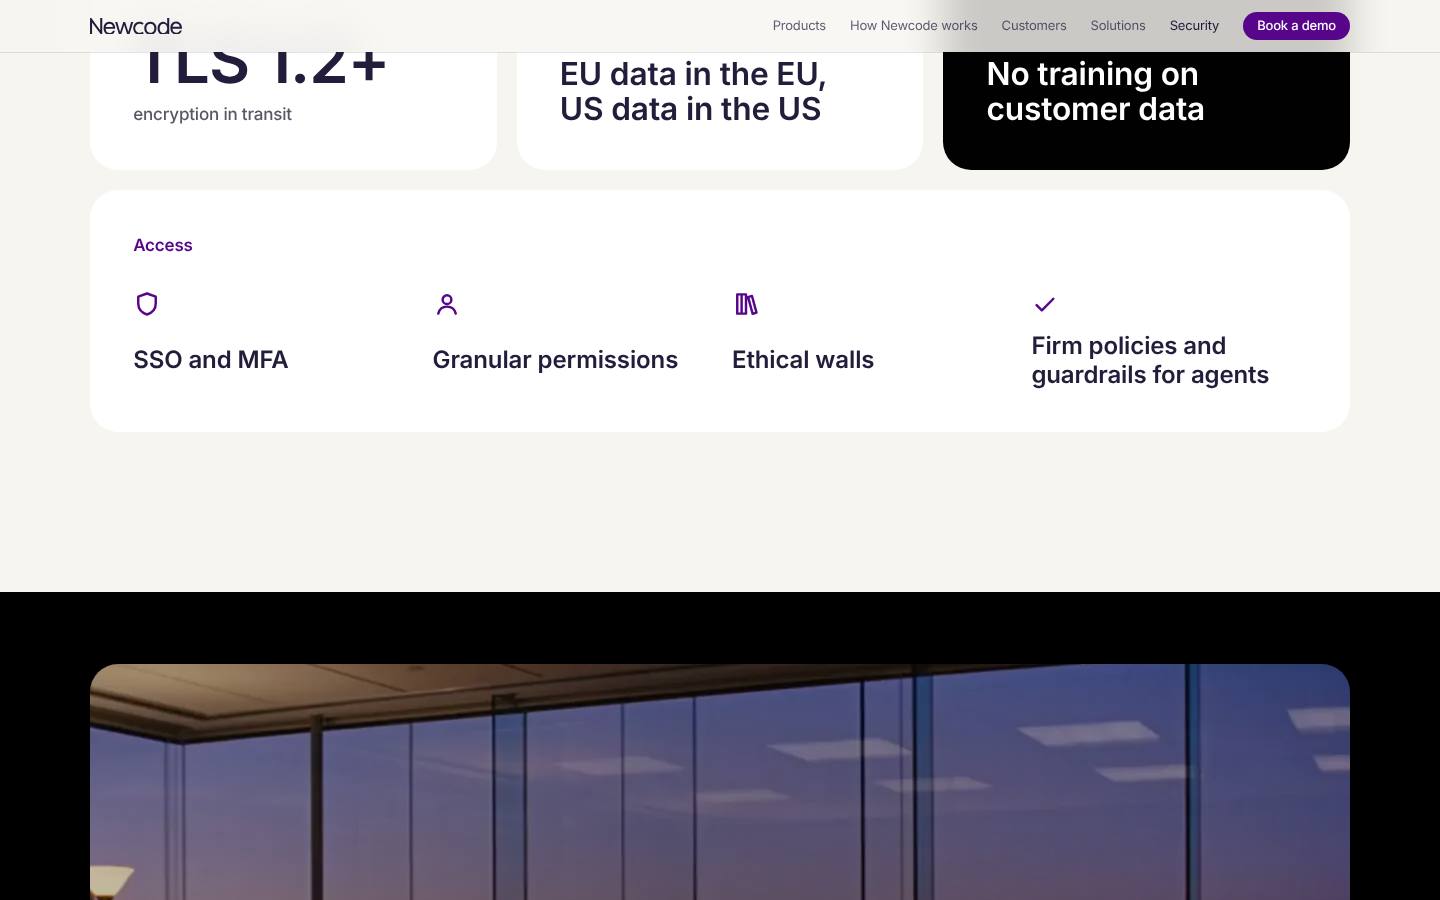 Newcode
Products
How Newcode works
Customers
Solutions
Security
Book a demo
TLS 1.2+
encryption in transit
EU data in the EU,
US data in the US
No training on
customer data
Access
SSO and MFA
Granular permissions
Ethical walls
Firm policies and
guardrails for agents